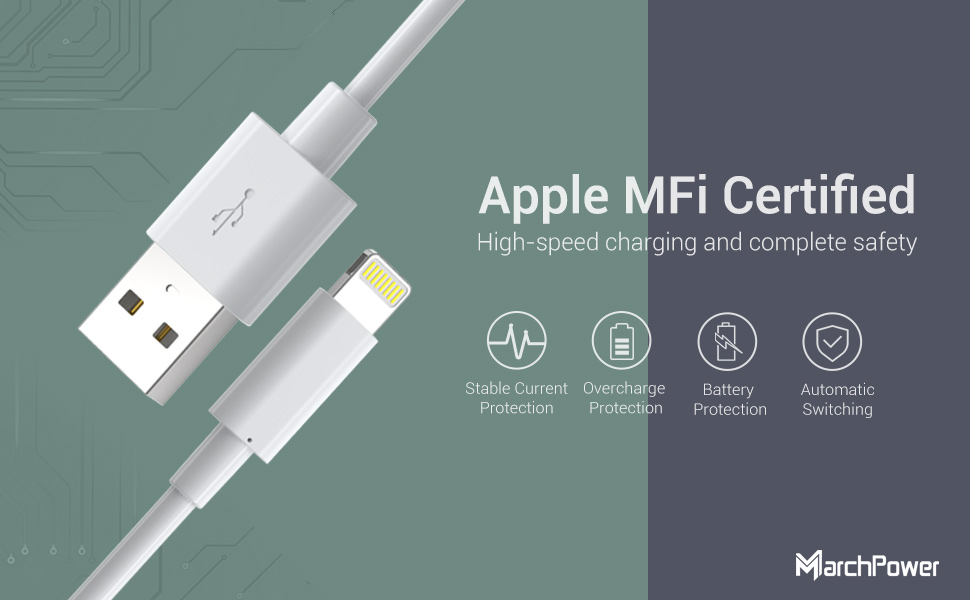 Apple MFi Certified
High-speed charging and complete safety
Stable Current
Protection
Overcharge
Protection
Battery
Protection
Automatic
Switching
MarchPower